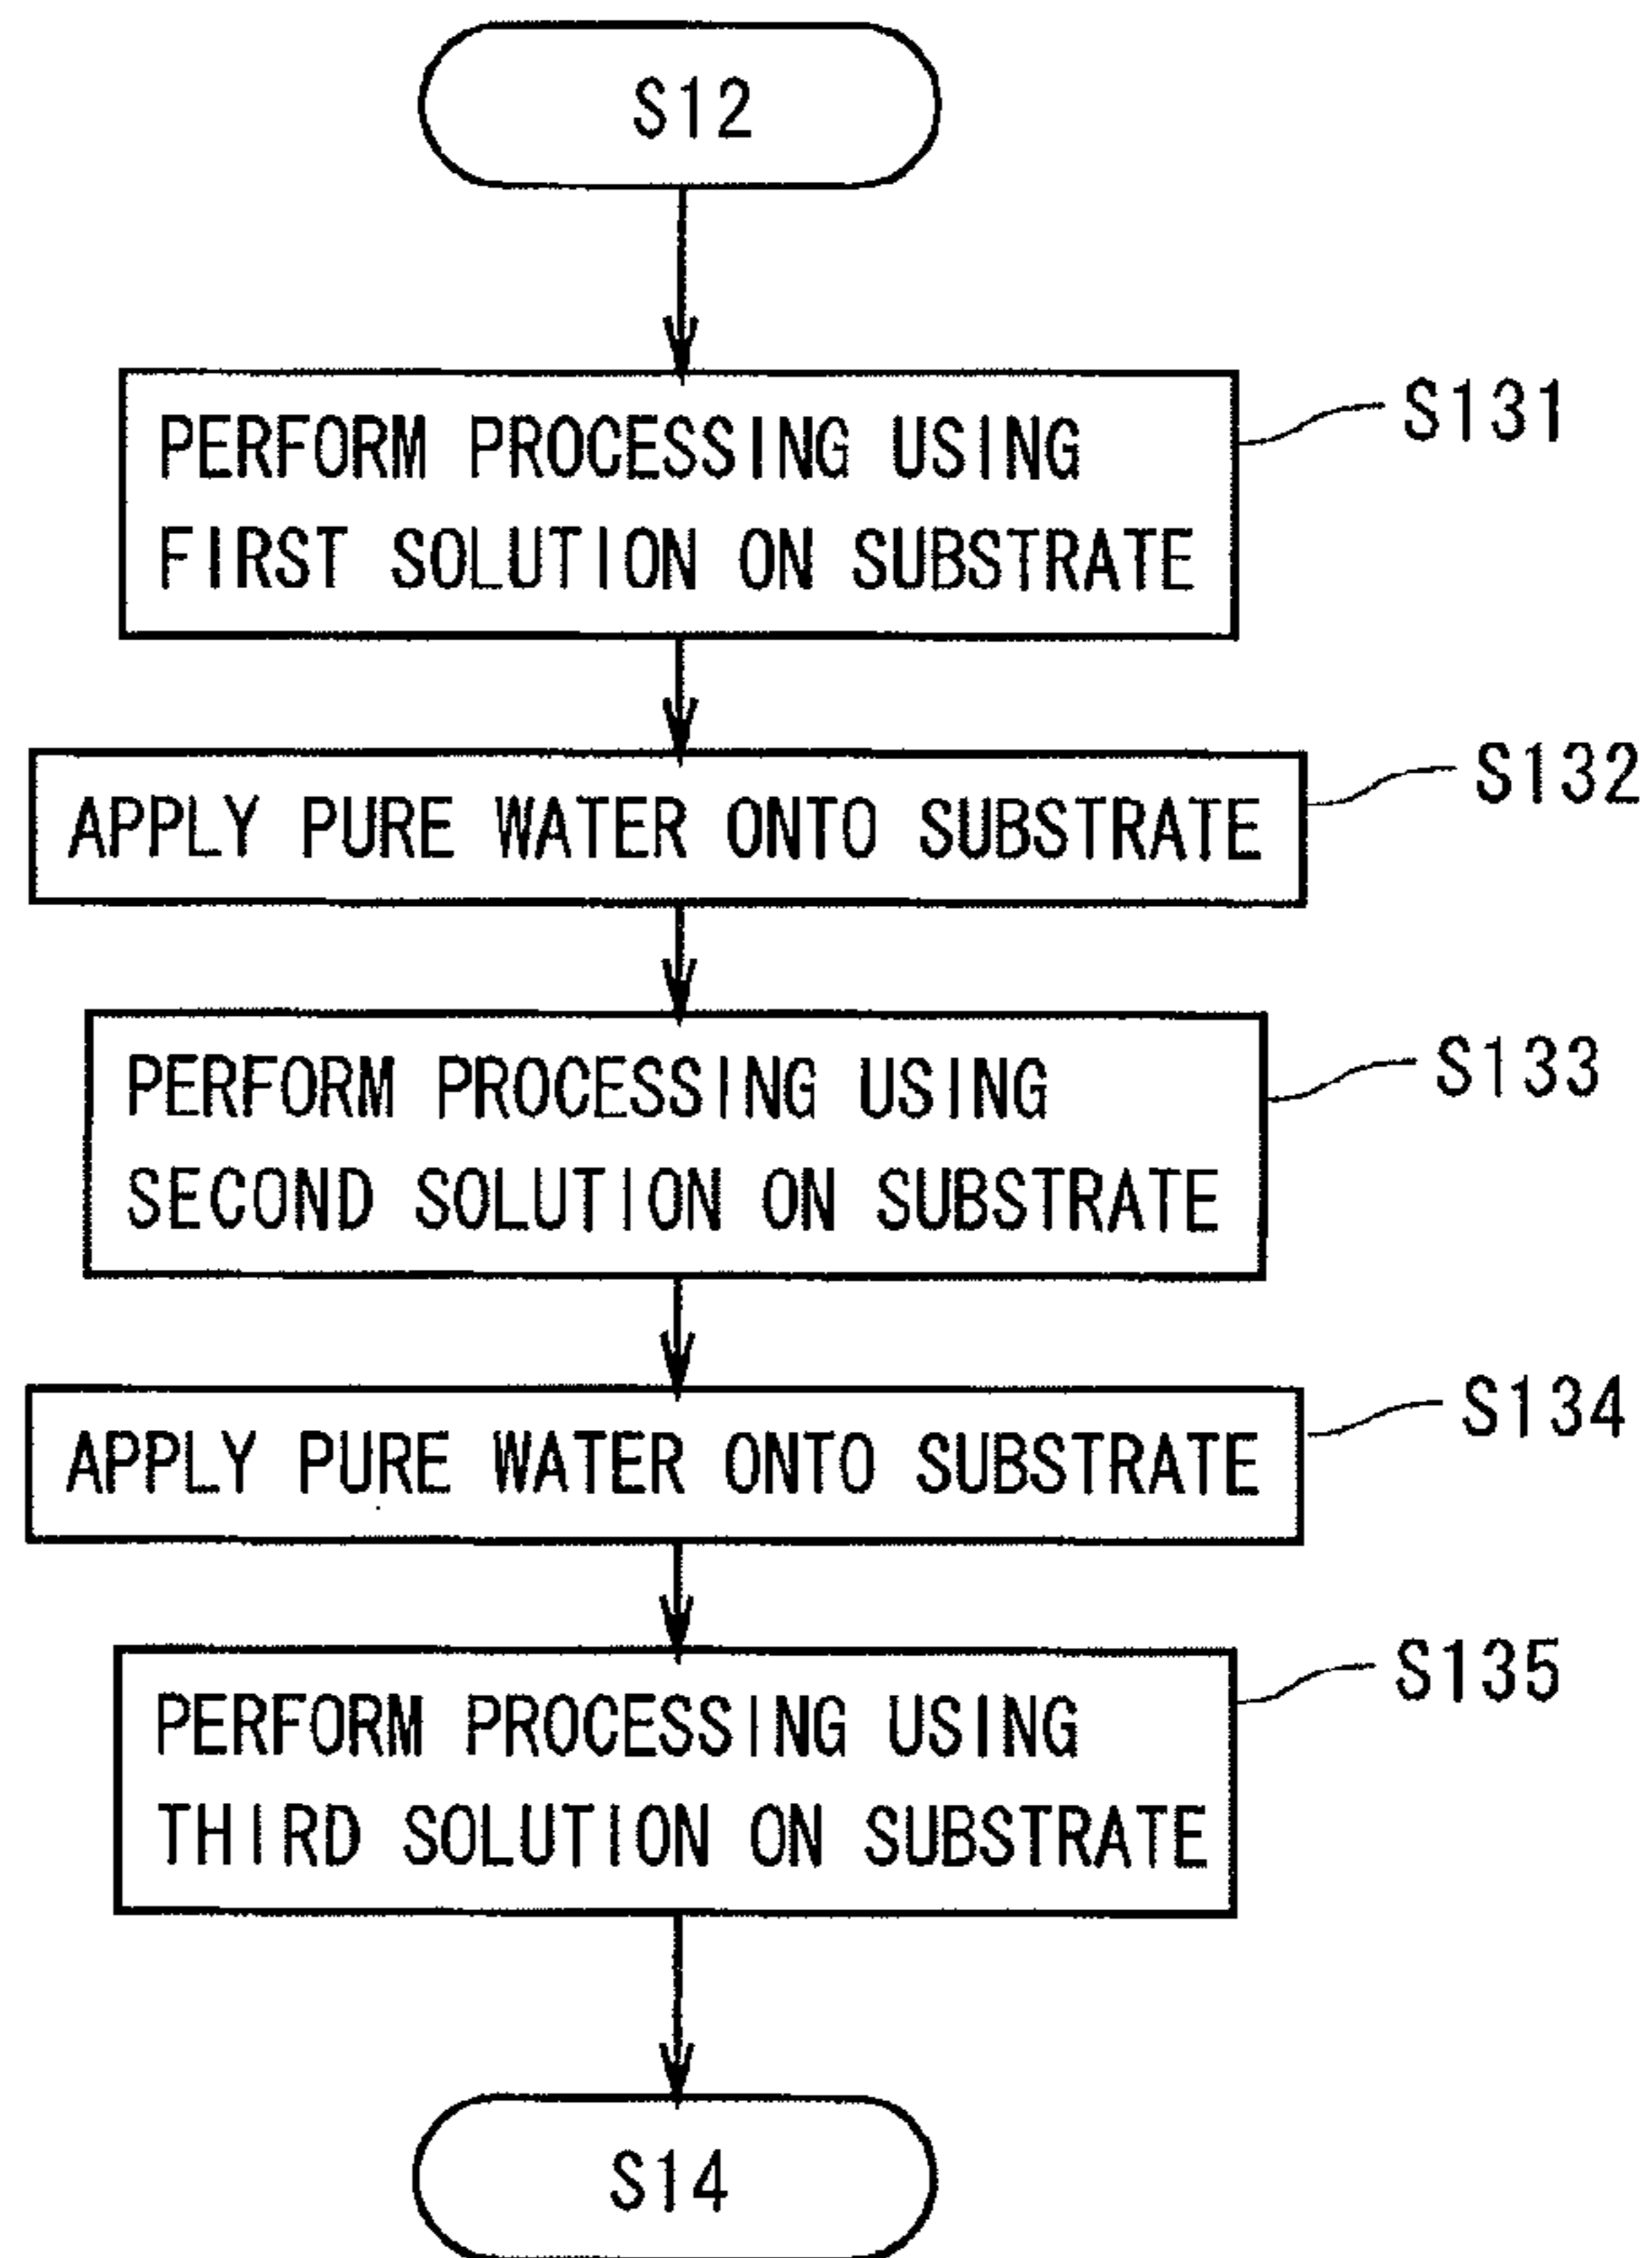 S12
PERFORM PROCESSING USING
FIRST SOLUTION ON SUBSTRATE
S131
APPLY PURE WATER ONTO SUBSTRATE
S132
PERFORM PROCESSING USING
SECOND SOLUTION ON SUBSTRATE
S133
APPLY PURE WATER ONTO SUBSTRATE
S134
PERFORM PROCESSING USING
THIRD SOLUTION ON SUBSTRATE
S135
S14